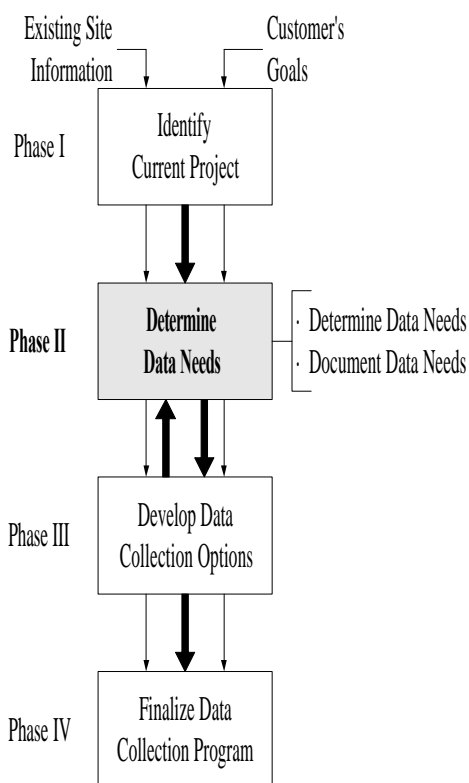 Existing Site
Information
Customer's
Goals
Phase I
Identify
Current Project
Phase II
Determine
Data Needs
· Determine Data Needs
· Document Data Needs
Phase III
Develop Data
Collection Options
Phase IV
Finalize Data
Collection Program